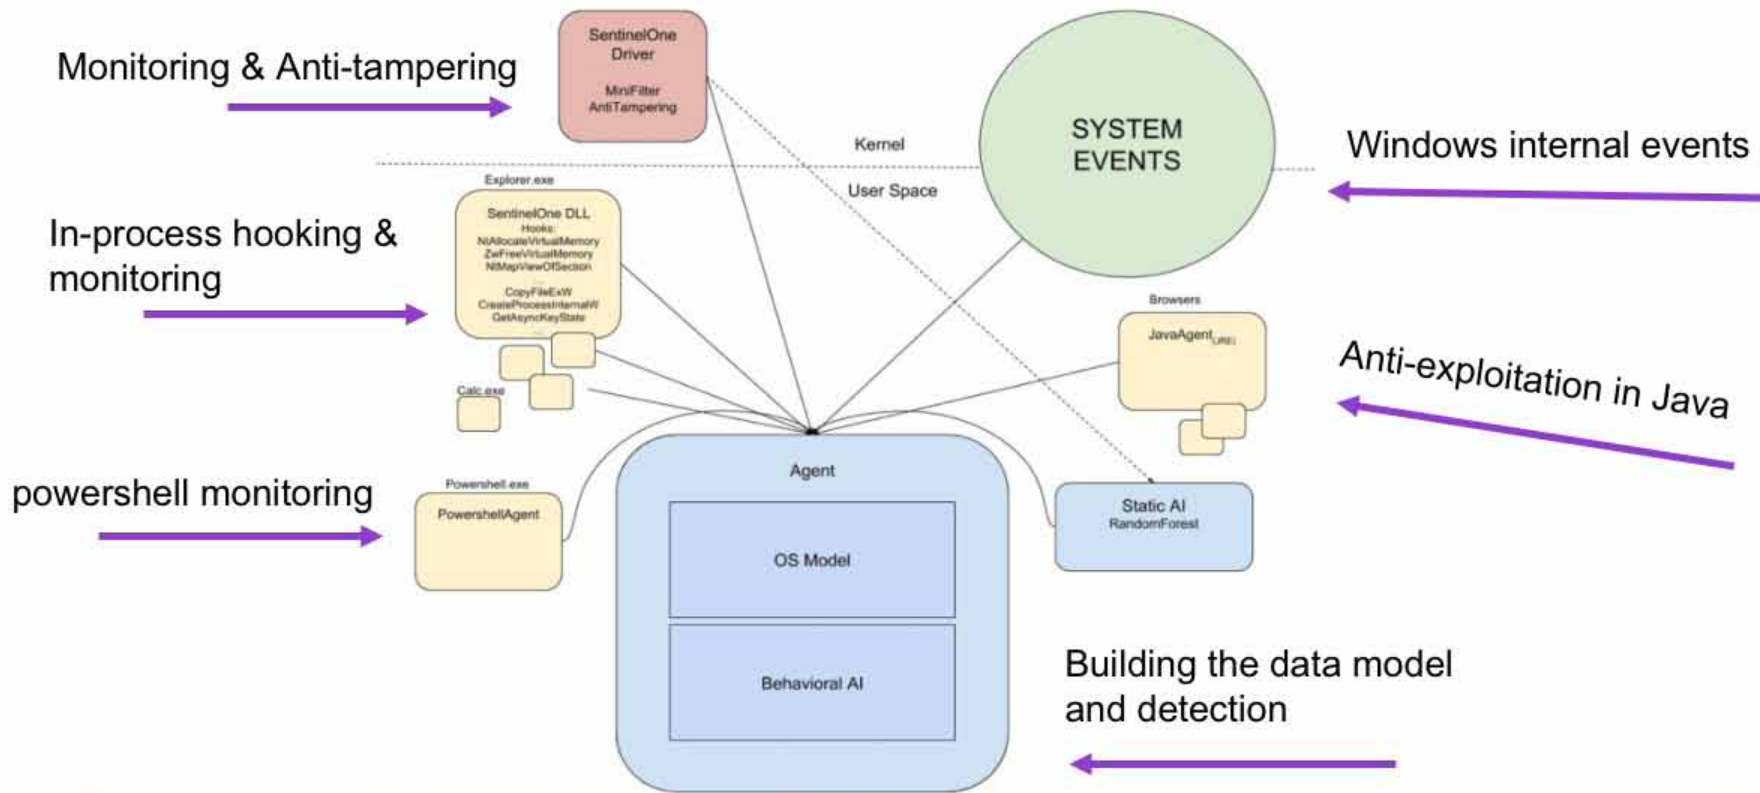 SentinelOne
Driver
MiniFilter
AntiTampering
Monitoring & Anti-tampering
SYSTEM
EVENTS
Kernel
Windows internal events
User Space
Explorer.exe
SentinelOne DLL
Hooks:
NtAllocateVirtualMemory
ZwFreeVirtualMemory
NtMapViewOfSection
...
CopyFileExW
CreateProcessInternalW
GetAsyncKeyState
...
In-process hooking &
monitoring
Browsers
JavaAgent(JRE)
Anti-exploitation in Java
Calc.exe
Agent
Powershell.exe
PowershellAgent
powershell monitoring
Static AI
RandomForest
OS Model
Behavioral AI
Building the data model
and detection